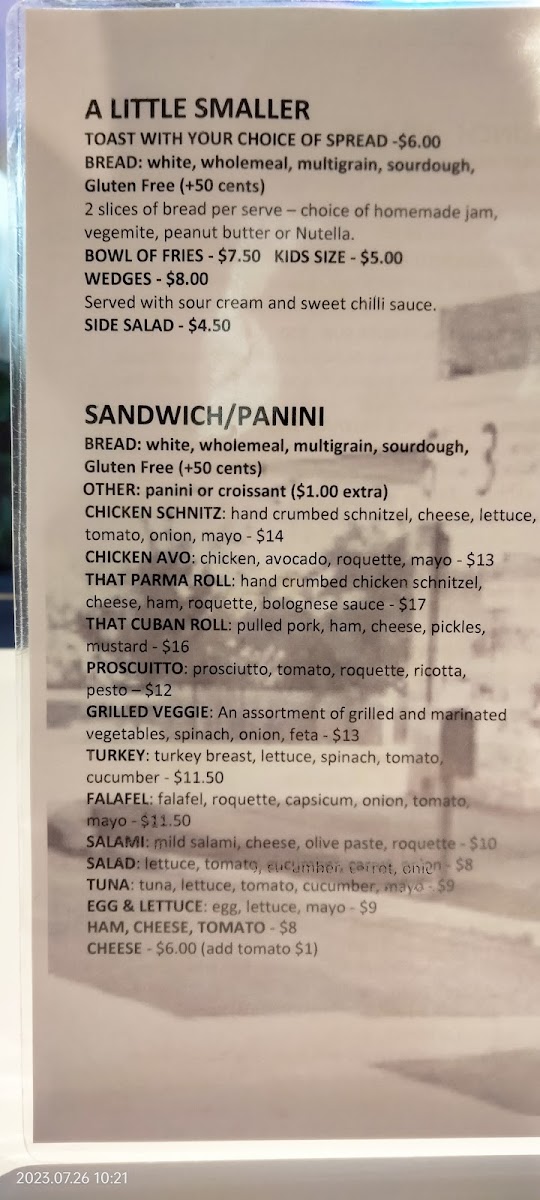 A LITTLE SMALLER
TOAST WITH YOUR CHOICE OF SPREAD -$6.00
BREAD: white, wholemeal, multigrain, sourdough,
Gluten Free (+50 cents)
2 slices of bread per serve – choice of homemade jam,
vegemite, peanut butter or Nutella.
BOWL OF FRIES - $7.50 KIDS SIZE - $5.00
WEDGES - $8.00
Served with sour cream and sweet chilli sauce.
SIDE SALAD - $4.50
SANDWICH/PANINI
BREAD: white, wholemeal, multigrain, sourdough,
Gluten Free (+50 cents)
OTHER: panini or croissant ($1.00 extra)
CHICKEN SCHNITZ: hand crumbed schnitzel, cheese, lettuce,
tomato, onion, mayo - $14
CHICKEN AVO: chicken, avocado, roquette, mayo - $13
THAT PARMA ROLL: hand crumbed chicken schnitzel,
cheese, ham, roquette, bolognese sauce - $17
THAT CUBAN ROLL: pulled pork, ham, cheese, pickles,
mustard - $16
PROSCUITTO: prosciutto, tomato, roquette, ricotta,
pesto – $12
GRILLED VEGGIE: An assortment of grilled and marinated
vegetables, spinach, onion, feta - $13
TURKEY: turkey breast, lettuce, spinach, tomato,
cucumber - $11.50
FALAFEL: falafel, roquette, capsicum, onion, tomato,
mayo - $11.50
SALAMI: mild salami, cheese, olive paste, roquette - $10
SALAD: lettuce, tomato, cucumber, carrot, onion - $8
TUNA: tuna, lettuce, tomato, cucumber, mayo - $9
EGG & LETTUCE: egg, lettuce, mayo - $9
HAM, CHEESE, TOMATO - $8
CHEESE - $6.00 (add tomato $1)
2023.07.26 10:21